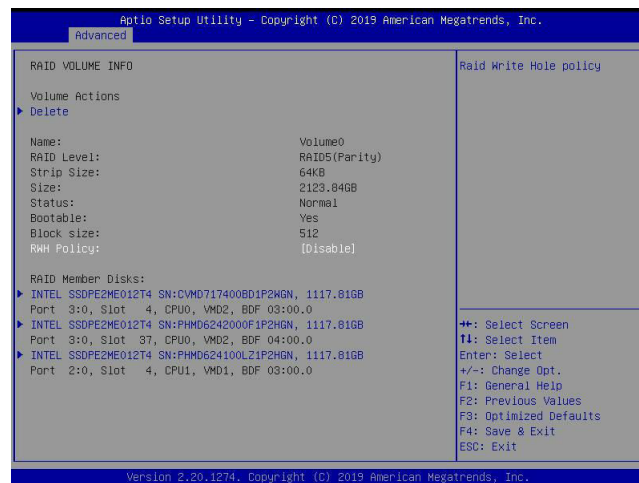 Aptio Setup Utility – Copyright (C) 2019 American Megatrends, Inc.
Advanced
RAID VOLUME INFO
Raid Write Hole policy
Volume Actions
Delete
Name: Volume0
RAID Level: RAID5(Parity)
Strip Size: 64KB
Size: 2123.84GB
Status: Normal
Bootable: Yes
Block size: 512
RWH Policy: [Disable]
RAID Member Disks:
INTEL SSDPE2ME012T4 SN:CVMD717400BD1P2WGN, 1117.81GB
Port 3:0, Slot 4, CPU0, VMD2, BDF 03:00.0
INTEL SSDPE2ME012T4 SN:PHMD6242000F1P2HGN, 1117.81GB
Port 3:0, Slot 37, CPU0, VMD2, BDF 04:00.0
INTEL SSDPE2ME012T4 SN:PHMD624100LZ1P2HGN, 1117.81GB
Port 2:0, Slot 4, CPU1, VMD1, BDF 03:00.0
→←: Select Screen
↑↓: Select Item
Enter: Select
+/-: Change Opt.
F1: General Help
F2: Previous Values
F3: Optimized Defaults
F4: Save & Exit
ESC: Exit
Version 2.20.1274. Copyright (C) 2019 American Megatrends, Inc.